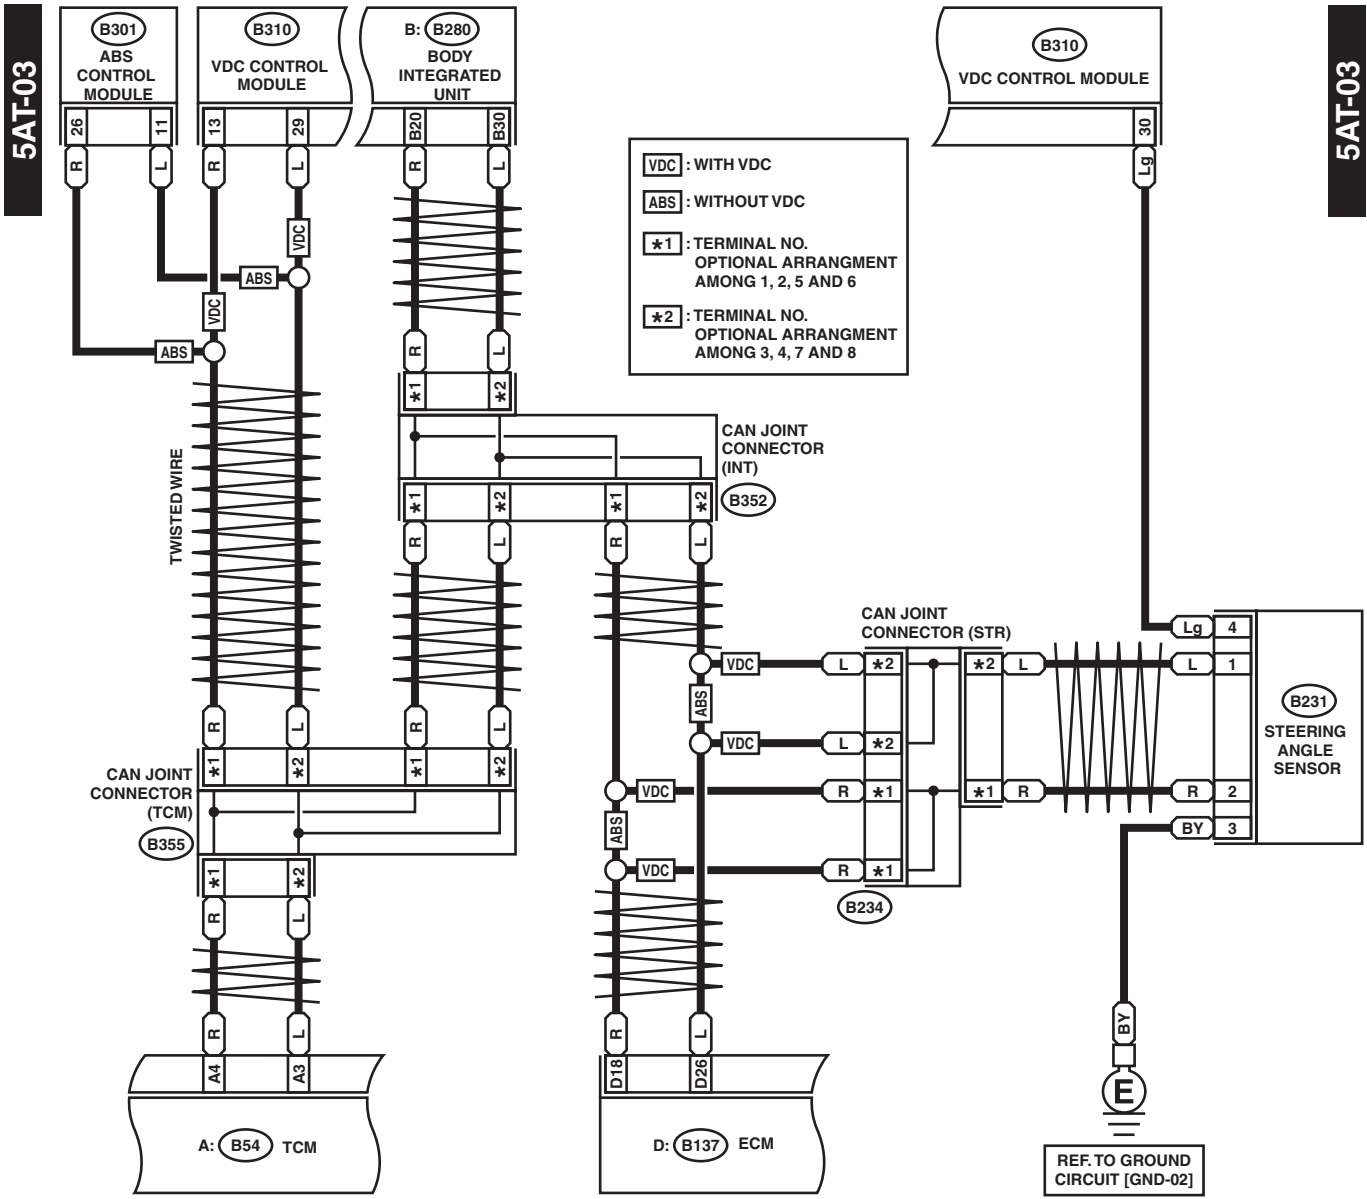 5AT-03
B301
ABS
CONTROL
MODULE
B310
VDC CONTROL
MODULE
B: B280
BODY
INTEGRATED
UNIT
B310
VDC CONTROL MODULE
5AT-03
26
11
13
29
B20
B30
30
R
L
R
L
R
L
Lg
VDC : WITH VDC
ABS : WITHOUT VDC
*1 : TERMINAL NO.
OPTIONAL ARRANGMENT
AMONG 1, 2, 5 AND 6
*2 : TERMINAL NO.
OPTIONAL ARRANGMENT
AMONG 3, 4, 7 AND 8
VDC
ABS
VDC
ABS
R
L
*1
*2
CAN JOINT
CONNECTOR
(INT)
B352
*1
*2
*1
*2
R
L
R
L
TWISTED WIRE
CAN JOINT
CONNECTOR (STR)
Lg
4
VDC
L
*2
*2
L
L
1
ABS
B231
STEERING
ANGLE
SENSOR
VDC
L
*2
R
L
R
L
CAN JOINT
CONNECTOR
(TCM)
B355
*1
*2
*1
*2
VDC
R
*1
*1
R
R
2
ABS
BY
3
VDC
R
*1
B234
*1
*2
R
L
R
L
R
L
BY
A4
A3
D18
D26
E
A: B54 TCM
D: B137 ECM
REF. TO GROUND
CIRCUIT [GND-02]